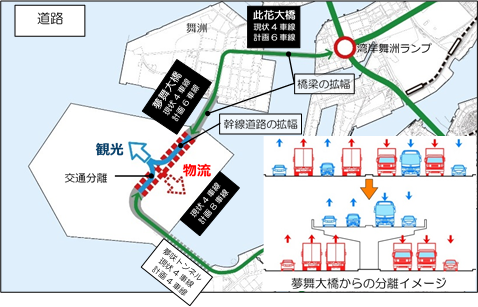 道路
舞洲
此花大橋
現状４車線
計画６車線
湾岸舞洲ランプ
橋梁の拡幅
夢舞大橋
現状４車線
計画６車線
幹線道路の拡幅
観光
物流
交通分離
現状４車線
計画８車線
夢咲トンネル
現状４車線
計画４車線
夢舞大橋からの分離イメージ